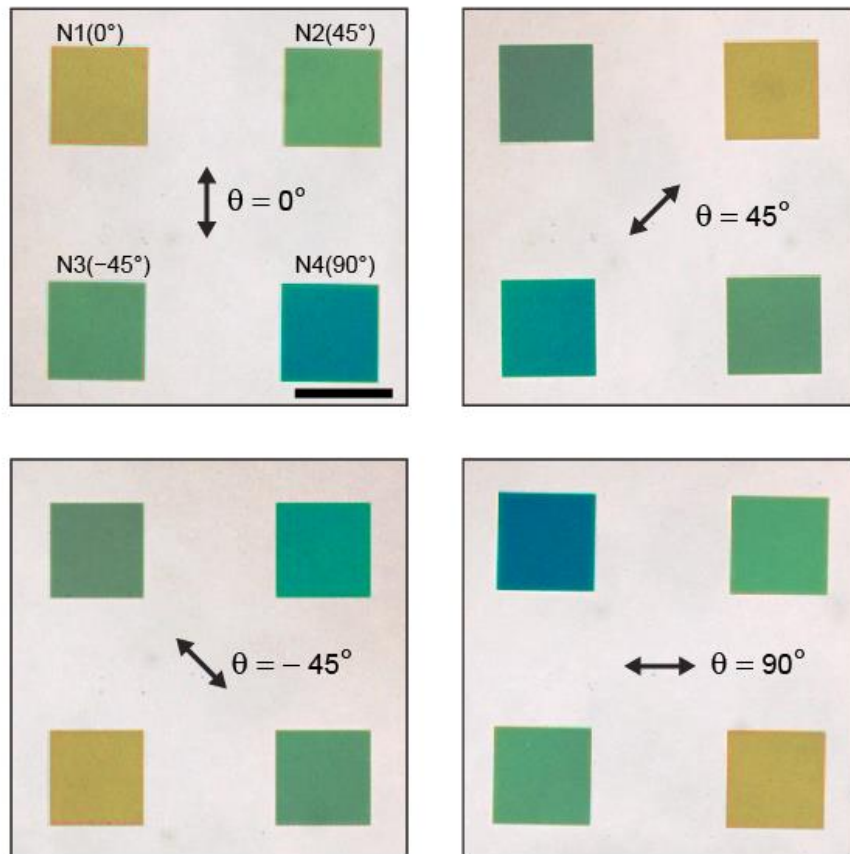 N1(0°) N2(45°)
θ = 0°
N3(−45°) N4(90°)
θ = 45°
θ = − 45°
θ = 90°